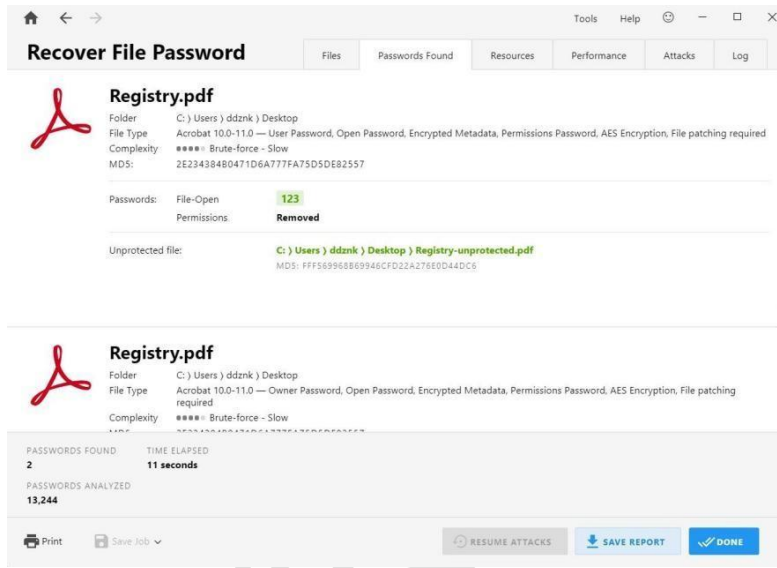 Tools Help
Recover File Password
Files Passwords Found Resources Performance Attacks Log
Registry.pdf
Folder C: ⟩ Users ⟩ ddznk ⟩ Desktop
File Type Acrobat 10.0-11.0 — User Password, Open Password, Encrypted Metadata, Permissions Password, AES Encryption, File patching required
Complexity Brute-force - Slow
MD5: 2E234384B0471D6A777FA75D5DE82557
Passwords: File-Open 123
Permissions Removed
Unprotected file: C: ⟩ Users ⟩ ddznk ⟩ Desktop ⟩ Registry-unprotected.pdf
MD5: FFF569968869946CFD22A276E0D44DC6
Registry.pdf
Folder C: ⟩ Users ⟩ ddznk ⟩ Desktop
File Type Acrobat 10.0-11.0 — Owner Password, Open Password, Encrypted Metadata, Permissions Password, AES Encryption, File patching
required
Complexity Brute-force - Slow
PASSWORDS FOUND TIME ELAPSED
2 11 seconds
PASSWORDS ANALYZED
13,244
Print Save Job RESUME ATTACKS SAVE REPORT DONE